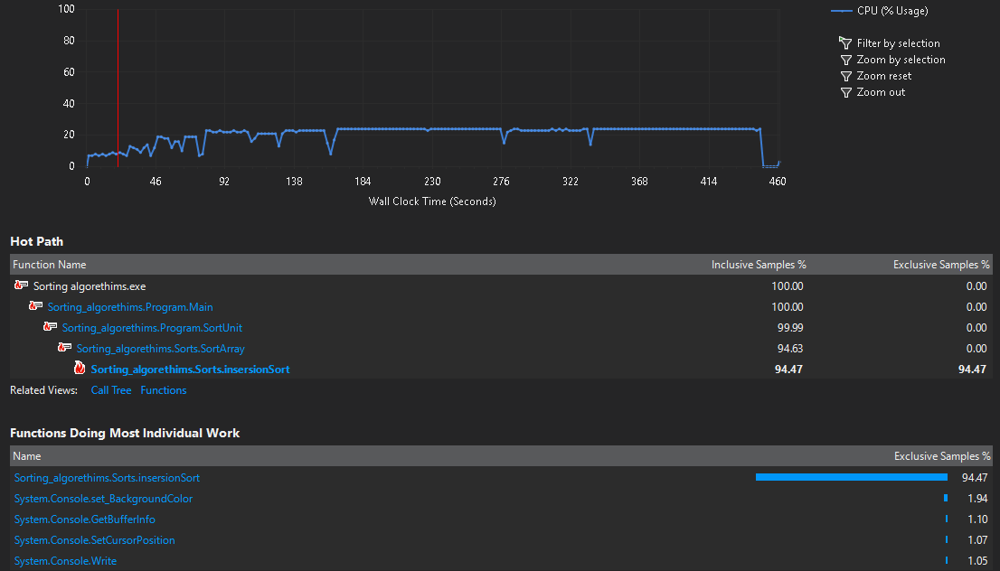 100
80
60
40
20
0
0 46 92 138 184 230 276 322 368 414 460
Wall Clock Time (Seconds)
CPU (% Usage)
Filter by selection
Zoom by selection
Zoom reset
Zoom out
Hot Path
Function Name Inclusive Samples % Exclusive Samples %
Sorting algorethims.exe 100.00 0.00
Sorting_algorethims.Program.Main 100.00 0.00
Sorting_algorethims.Program.SortUnit 99.99 0.00
Sorting_algorethims.Sorts.SortArray 94.63 0.00
Sorting_algorethims.Sorts.insersionSort 94.47 94.47
Related Views: Call Tree Functions
Functions Doing Most Individual Work
Name Exclusive Samples %
Sorting_algorethims.Sorts.insersionSort 94.47
System.Console.set_BackgroundColor 1.94
System.Console.GetBufferInfo 1.10
System.Console.SetCursorPosition 1.07
System.Console.Write 1.05